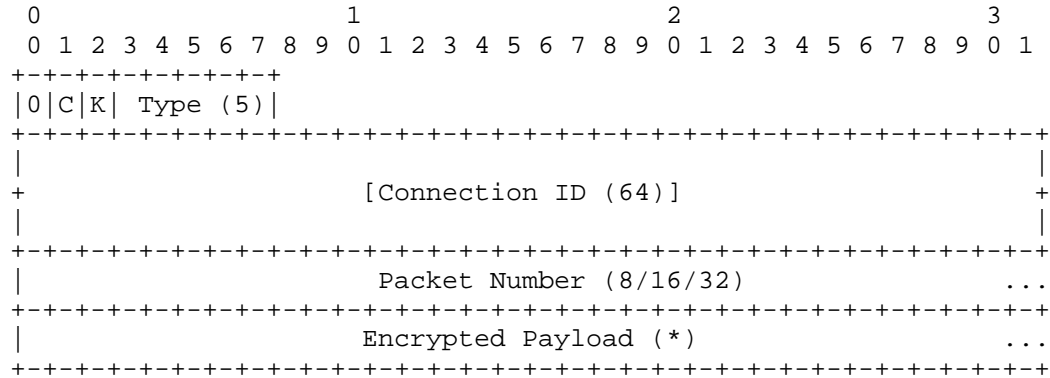 0                   1                   2                   3
 0 1 2 3 4 5 6 7 8 9 0 1 2 3 4 5 6 7 8 9 0 1 2 3 4 5 6 7 8 9 0 1
+-+-+-+-+-+-+-+-+
|0|C|K| Type (5)|
+-+-+-+-+-+-+-+-+-+-+-+-+-+-+-+-+-+-+-+-+-+-+-+-+-+-+-+-+-+-+-+-+
|                                                               |
+                     [Connection ID (64)]                      +
|                                                               |
+-+-+-+-+-+-+-+-+-+-+-+-+-+-+-+-+-+-+-+-+-+-+-+-+-+-+-+-+-+-+-+-+
|                      Packet Number (8/16/32)                ...
+-+-+-+-+-+-+-+-+-+-+-+-+-+-+-+-+-+-+-+-+-+-+-+-+-+-+-+-+-+-+-+-+
|                     Encrypted Payload (*)                   ...
+-+-+-+-+-+-+-+-+-+-+-+-+-+-+-+-+-+-+-+-+-+-+-+-+-+-+-+-+-+-+-+-+